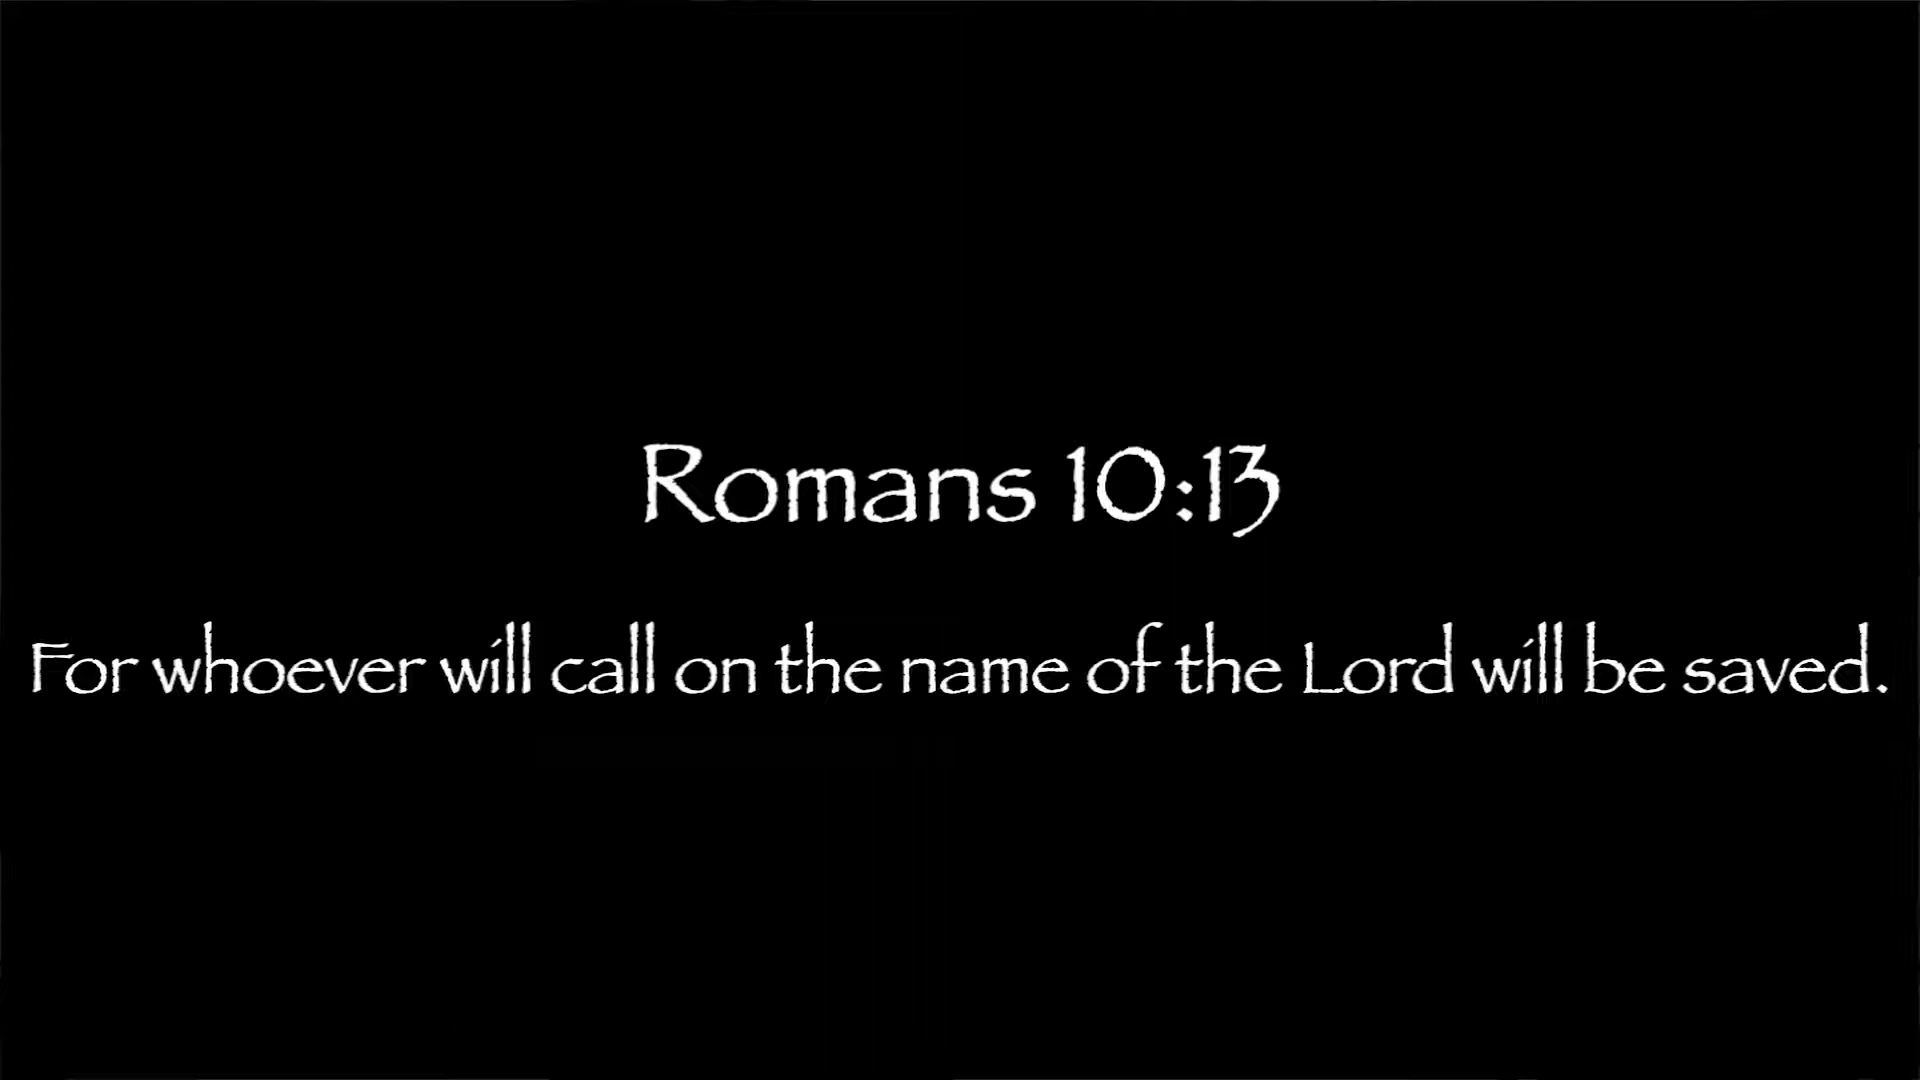 Romans 10:13
For whoever will call on the name of the Lord will be saved.